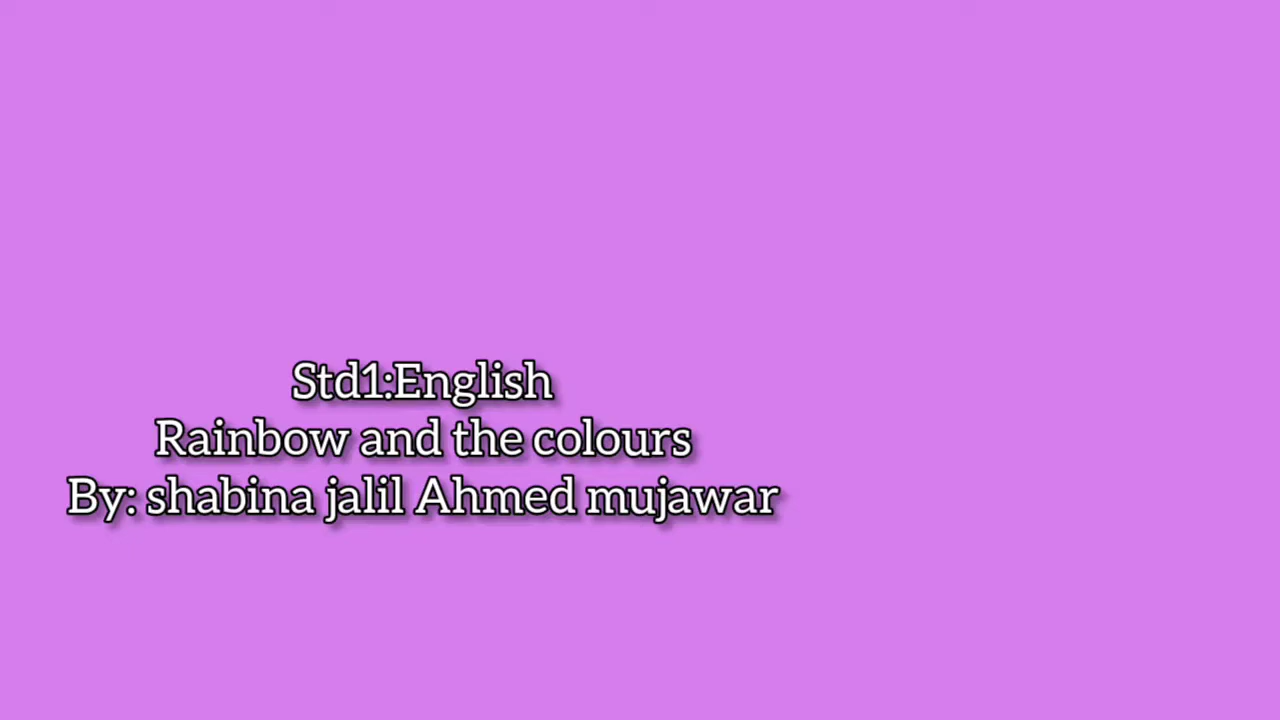 Std1:English
Rainbow and the colours
By: shabina jalil Ahmed mujawar